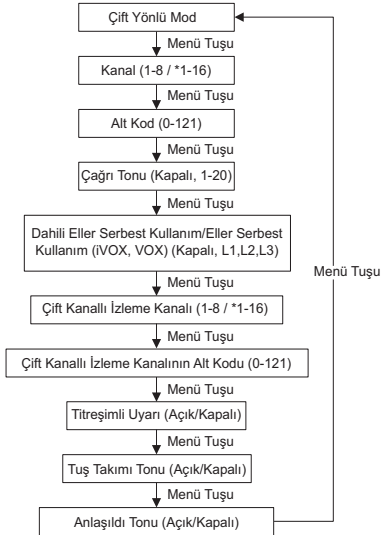 Çift Yönlü Mod
Menü Tuşu
Kanal (1-8 / *1-16)
Menü Tuşu
Alt Kod (0-121)
Menü Tuşu
Çağrı Tonu (Kapalı, 1-20)
Menü Tuşu
Dahili Eller Serbest Kullanım/Eller Serbest
Kullanım (iVOX, VOX) (Kapalı, L1,L2,L3)
Menü Tuşu
Menü Tuşu
Çift Kanallı İzleme Kanalı (1-8 / *1-16)
Menü Tuşu
Çift Kanallı İzleme Kanalının Alt Kodu (0-121)
Menü Tuşu
Titreşimli Uyarı (Açık/Kapalı)
Menü Tuşu
Tuş Takımı Tonu (Açık/Kapalı)
Menü Tuşu
Anlaşıldı Tonu (Açık/Kapalı)